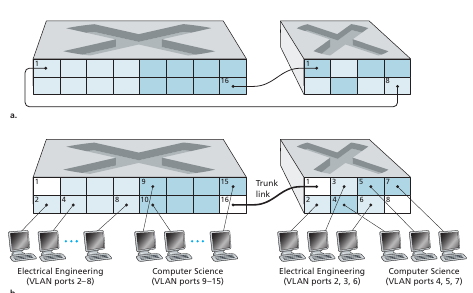 1
16
1
8
a.
1
9
15
2
4
8
10
16
Trunk
link
1
3
5
7
2
4
6
8
Electrical Engineering
(VLAN ports 2–8)
Computer Science
(VLAN ports 9–15)
Electrical Engineering
(VLAN ports 2, 3, 6)
Computer Science
(VLAN ports 4, 5, 7)